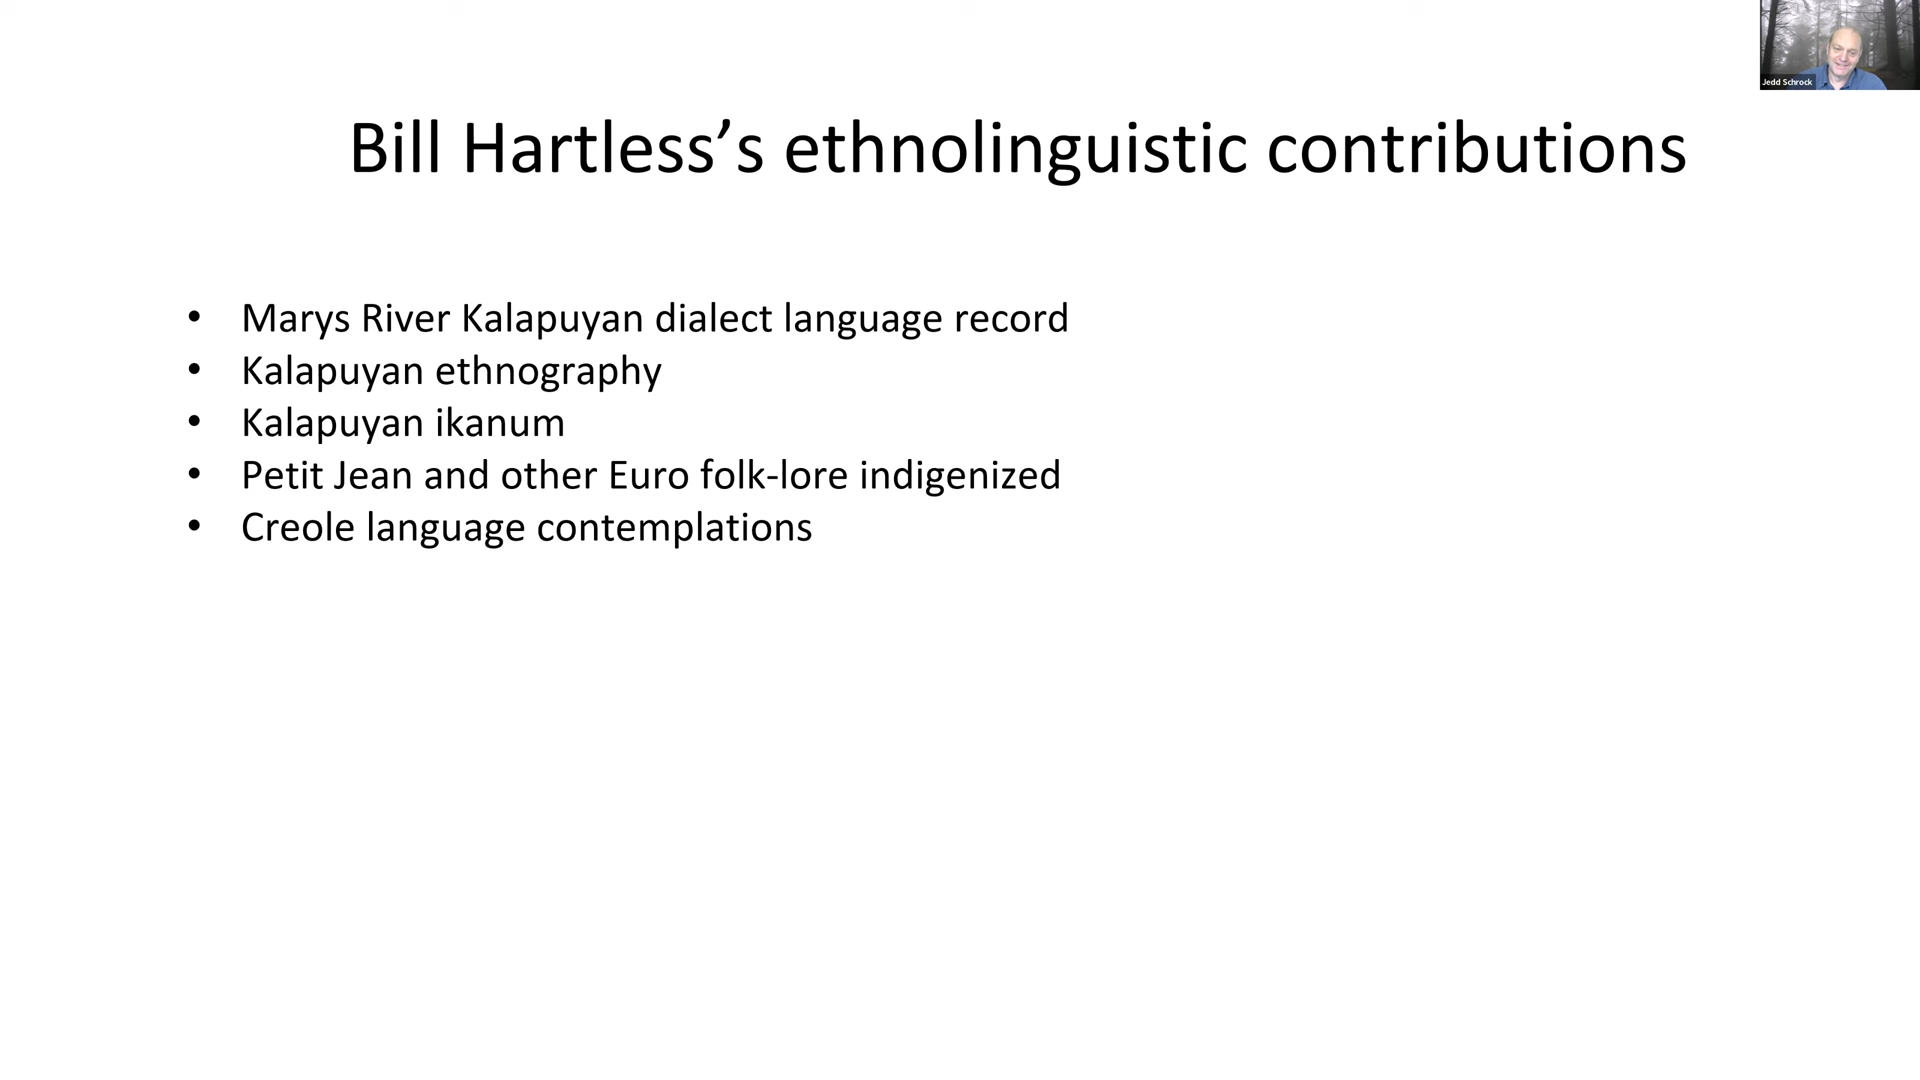 Jedd Schrock
Bill Hartless’s ethnolinguistic contributions
• Marys River Kalapuyan dialect language record
• Kalapuyan ethnography
• Kalapuyan ikanum
• Petit Jean and other Euro folk-lore indigenized
• Creole language contemplations